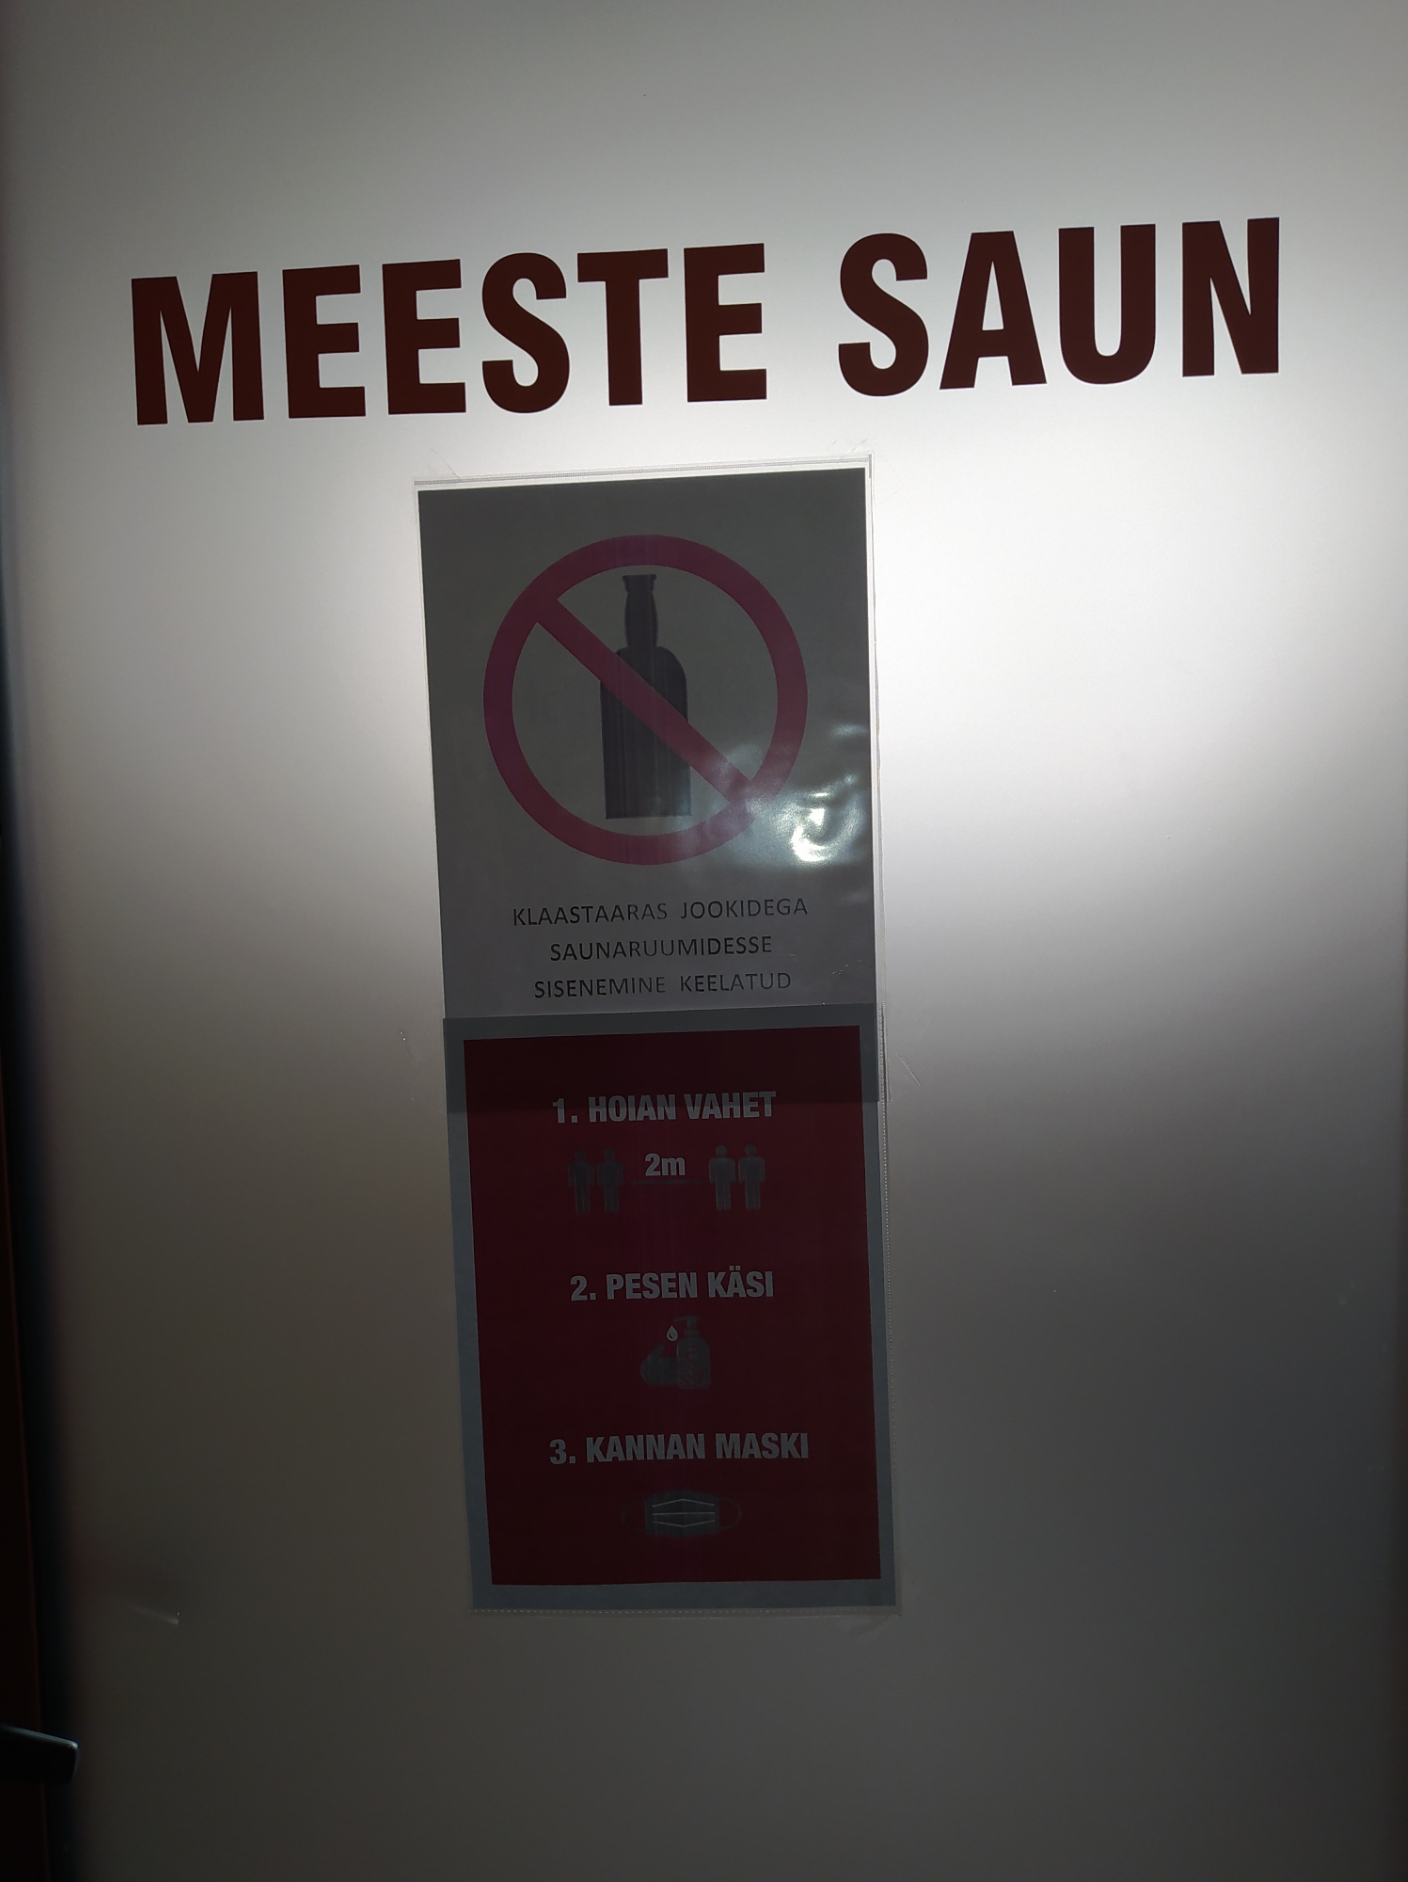 MEESTE SAUN
KLAASTAARAS JOOKIDEGA
SAUNARUUMIDESSE
SISENEMINE KEELATUD
1. HOIAN VAHET
2m
2. PESEN KÄSI
3. KANNAN MASKI